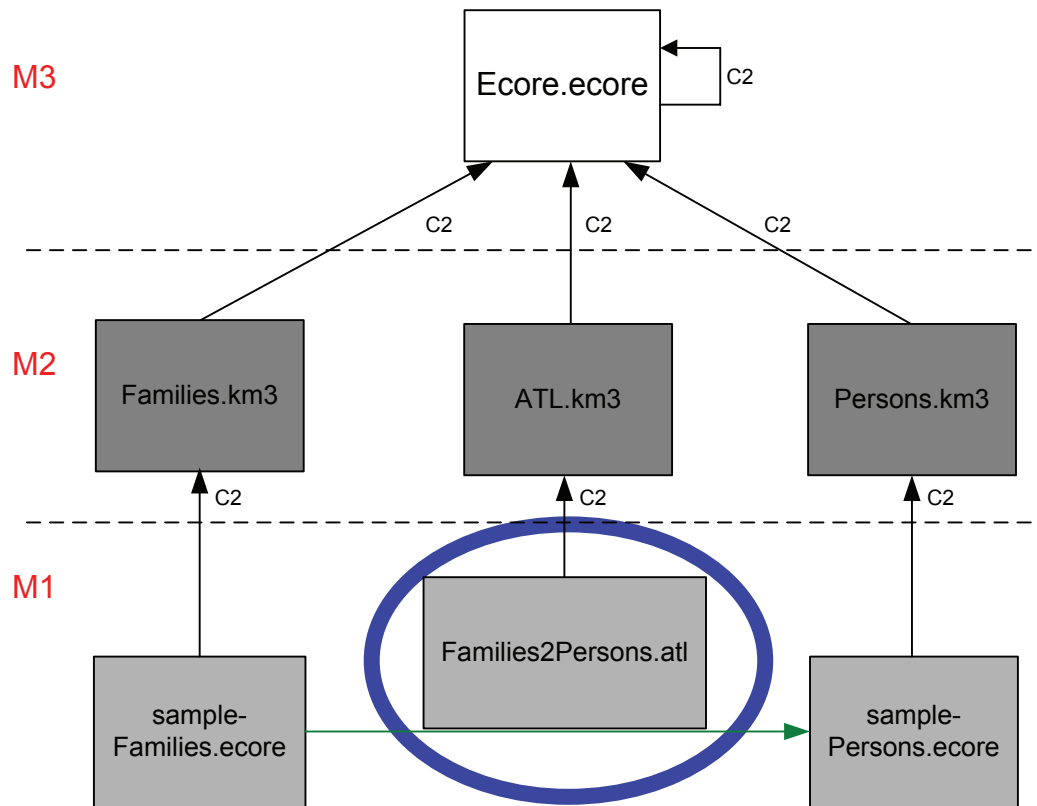 M3
Ecore.ecore
C2
C2
C2
C2
M2
Families.km3
ATL.km3
Persons.km3
C2
C2
C2
M1
Families2Persons.atl
sample-
Families.ecore
sample-
Persons.ecore